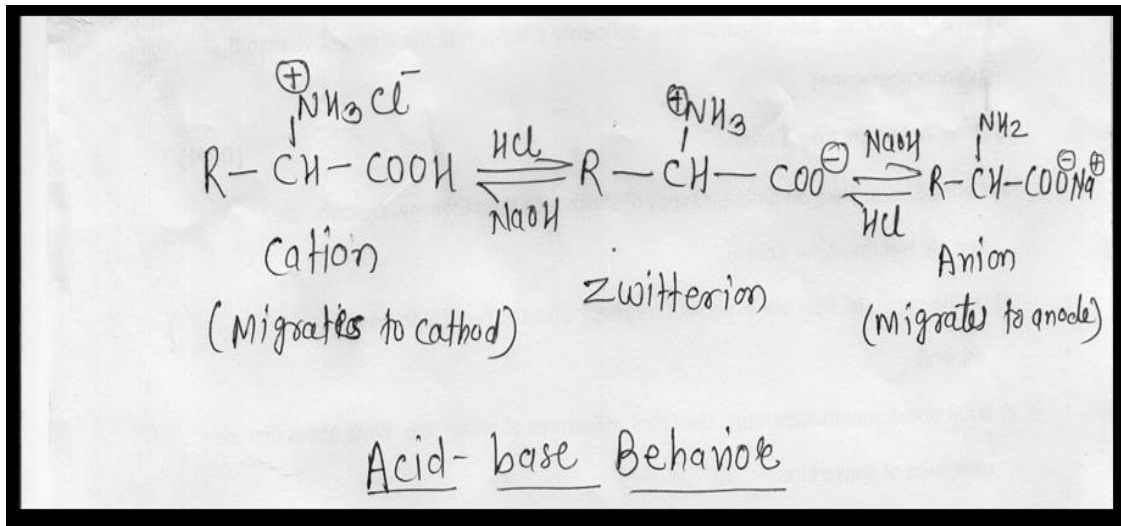 ⊕NH3 Cl⁻
R - CH - COOH
HCl
NaOH
Cation
(Migrates to cathod)
⊕NH3
R - CH - COO⊖
Zwitterion
NaOH
HCl
NH2
R-CH-COO⊖Na⊕
Anion
(migrates to anode)
Acid-base Behaviore